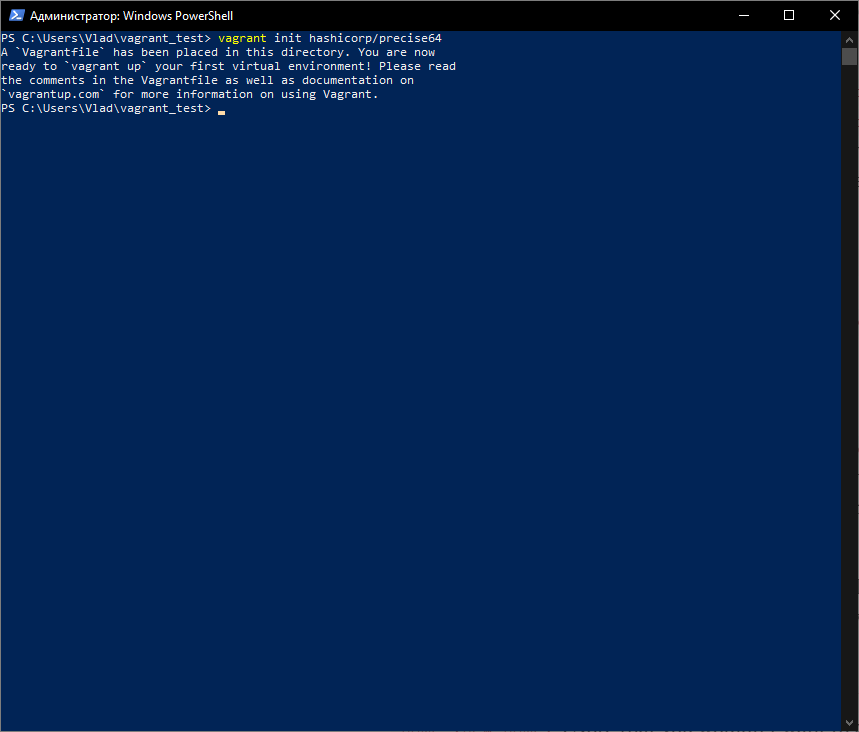 Администратор: Windows PowerShell
PS C:\Users\Vlad\vagrant_test> vagrant init hashicorp/precise64
A `Vagrantfile` has been placed in this directory. You are now
ready to `vagrant up` your first virtual environment! Please read
the comments in the Vagrantfile as well as documentation on
`vagrantup.com` for more information on using Vagrant.
PS C:\Users\Vlad\vagrant_test>